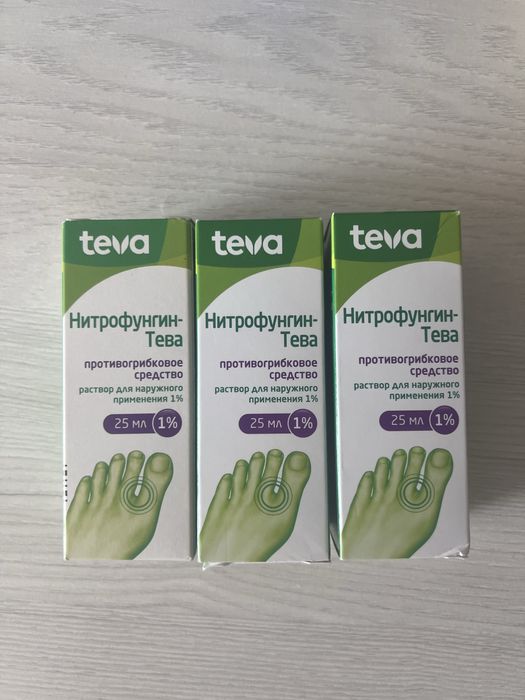 teva
Нитрофунгин-
Тева
противогрибковое
средство
раствор для наружного
применения 1%
25 мл 1%
teva
Нитрофунгин-
Тева
противогрибковое
средство
раствор для наружного
применения 1%
25 мл 1%
teva
Нитрофунгин-
Тева
противогрибковое
средство
раствор для наружного
применения 1%
25 мл 1%